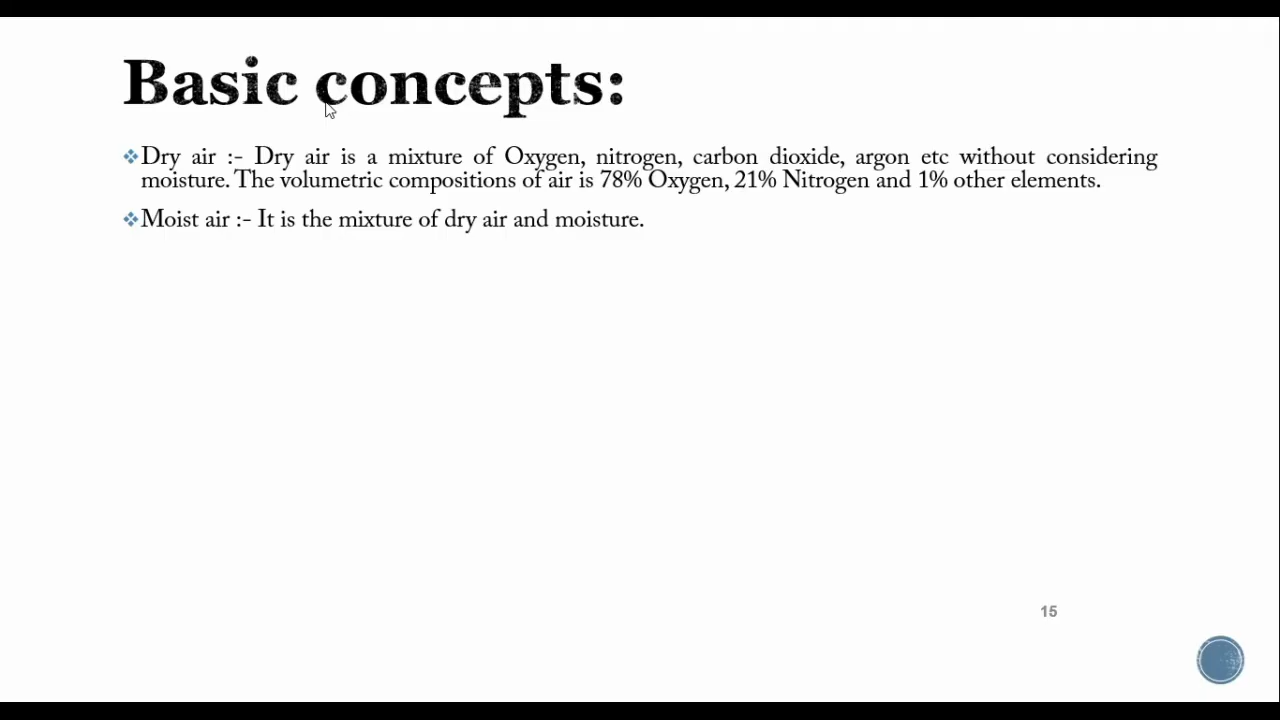 Basic concepts:
❖Dry air :- Dry air is a mixture of Oxygen, nitrogen, carbon dioxide, argon etc without considering
moisture. The volumetric compositions of air is 78% Oxygen, 21% Nitrogen and 1% other elements.
❖Moist air :- It is the mixture of dry air and moisture.
15